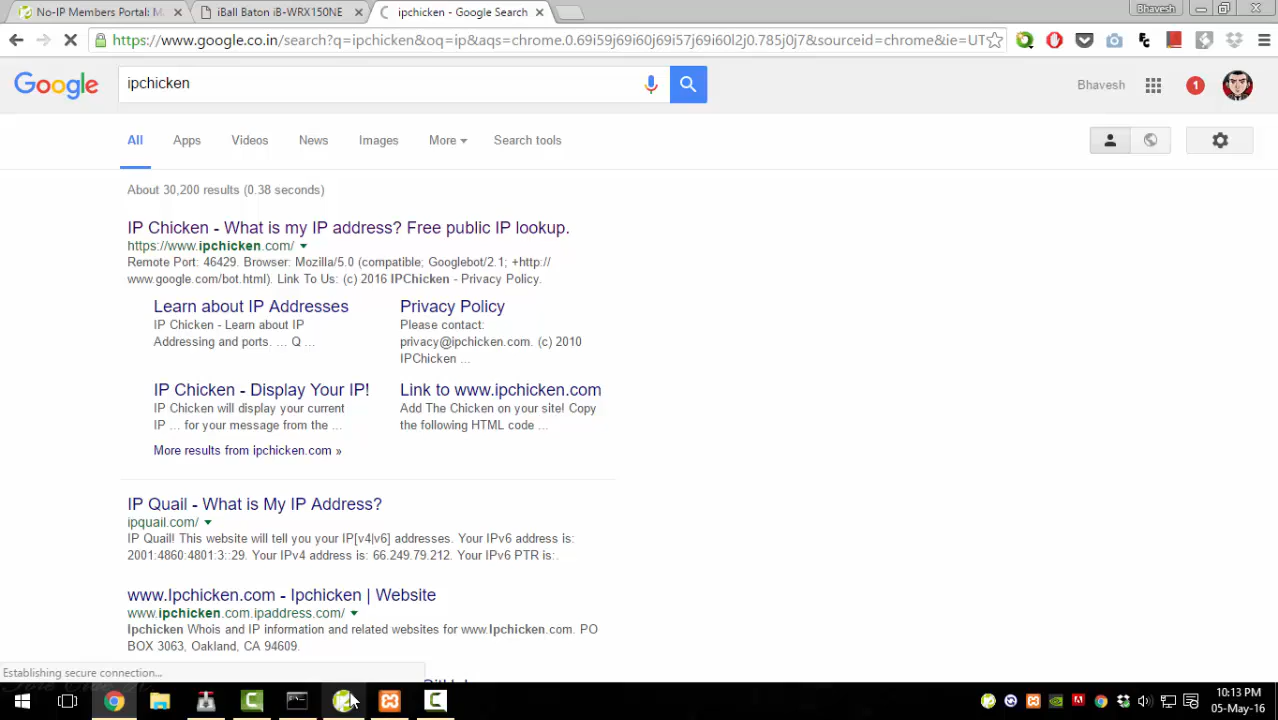 No-IP Members Portal: M
iBall Baton iB-WRX150NE
ipchicken - Google Search
Bhavesh
https://www.google.co.in/search?q=ipchicken&oq=ip&aqs=chrome.0.69i59j69i60j69i57j69i60l2j0.785j0j7&sourceid=chrome&ie=UT
Google
ipchicken
Bhavesh
1
All
Apps
Videos
News
Images
More
Search tools
About 30,200 results (0.38 seconds)
IP Chicken - What is my IP address? Free public IP lookup.
https://www.ipchicken.com/
Remote Port: 46429. Browser: Mozilla/5.0 (compatible; Googlebot/2.1; +http://
www.google.com/bot.html). Link To Us: (c) 2016 IPChicken - Privacy Policy.
Learn about IP Addresses
IP Chicken - Learn about IP
Addressing and ports. ... Q ...
Privacy Policy
Please contact:
privacy@ipchicken.com. (c) 2010
IPChicken ...
IP Chicken - Display Your IP!
IP Chicken will display your current
IP ... for your message from the ...
Link to www.ipchicken.com
Add The Chicken on your site! Copy
the following HTML code ...
More results from ipchicken.com »
IP Quail - What is My IP Address?
ipquail.com/
IP Quail! This website will tell you your IP[v4|v6] addresses. Your IPv6 address is:
2001:4860:4801:3::29. Your IPv4 address is: 66.249.79.212. Your IPv6 PTR is:.
www.Ipchicken.com - Ipchicken | Website
www.ipchicken.com.ipaddress.com/
Ipchicken Whois and IP information and related websites for www.Ipchicken.com. PO
BOX 3063, Oakland, CA 94609.
Establishing secure connection...
10:13 PM
05-May-16